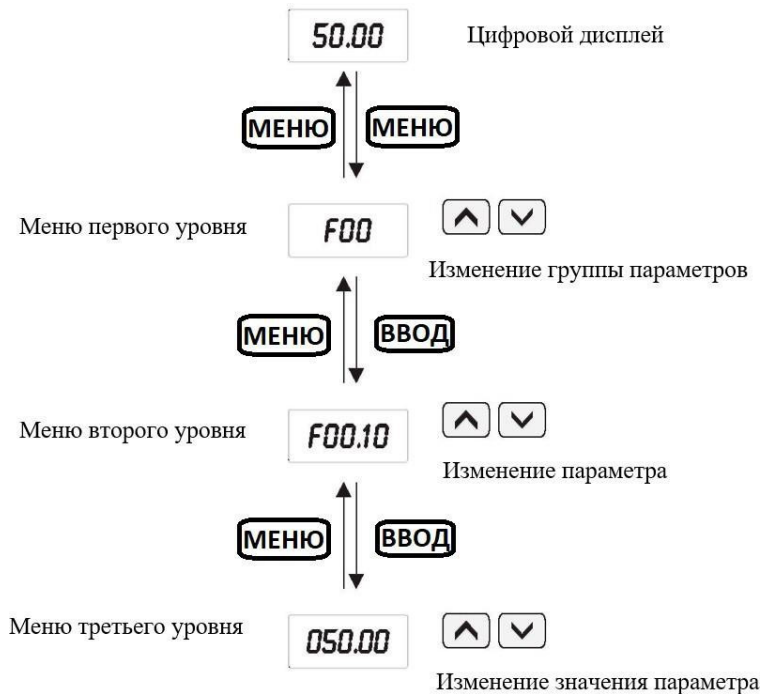 50.00 Цифровой дисплей
МЕНЮ МЕНЮ
Меню первого уровня F00
Изменение группы параметров
МЕНЮ ВВОД
Меню второго уровня F00.10
Изменение параметра
МЕНЮ ВВОД
Меню третьего уровня 050.00
Изменение значения параметра